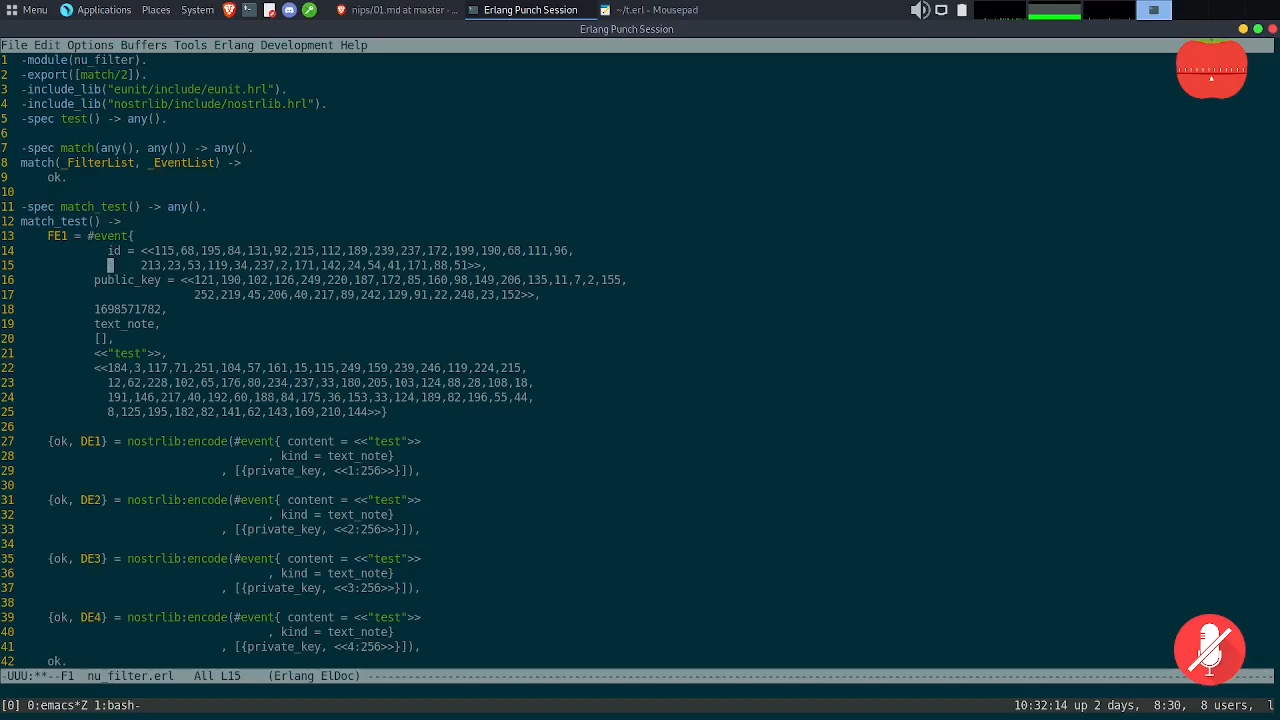 Menu Applications Places System nips/01.md at master - ... Erlang Punch Session ~/t.erl - Mousepad
Erlang Punch Session
File Edit Options Buffers Tools Erlang Development Help
1 -module(nu_filter).
2 -export([match/2]).
3 -include_lib("eunit/include/eunit.hrl").
4 -include_lib("nostrlib/include/nostrlib.hrl").
5 -spec test() -> any().
6
7 -spec match(any(), any()) -> any().
8 match(_FilterList, _EventList) ->
9 ok.
10
11 -spec match_test() -> any().
12 match_test() ->
13 FE1 = #event{
14 id = <<115,68,195,84,131,92,215,112,189,239,237,172,199,190,68,111,96,
15 213,23,53,119,34,237,2,171,142,24,54,41,171,88,51>>,
16 public_key = <<121,190,102,126,249,220,187,172,85,160,98,149,206,135,11,7,2,155,
17 252,219,45,206,40,217,89,242,129,91,22,248,23,152>>,
18 1698571782,
19 text_note,
20 [],
21 <<"test">>,
22 <<184,3,117,71,251,104,57,161,15,115,249,159,239,246,119,224,215,
23 12,62,228,102,65,176,80,234,237,33,180,205,103,124,88,28,108,18,
24 191,146,217,40,192,60,188,84,175,36,153,33,124,189,82,196,55,44,
25 8,125,195,182,82,141,62,143,169,210,144>>}
26
27 {ok, DE1} = nostrlib:encode(#event{ content = <<"test">>
28 , kind = text_note}
29 , [{private_key, <<1:256>>}]),
30
31 {ok, DE2} = nostrlib:encode(#event{ content = <<"test">>
32 , kind = text_note}
33 , [{private_key, <<2:256>>}]),
34
35 {ok, DE3} = nostrlib:encode(#event{ content = <<"test">>
36 , kind = text_note}
37 , [{private_key, <<3:256>>}]),
38
39 {ok, DE4} = nostrlib:encode(#event{ content = <<"test">>
40 , kind = text_note}
41 , [{private_key, <<4:256>>}]),
42 ok.
-UUU:**--F1 nu_filter.erl All L15 (Erlang ElDoc) ----------
[0] 0:emacs*Z 1:bash- 10:32:14 up 2 days, 8:30, 8 users, l